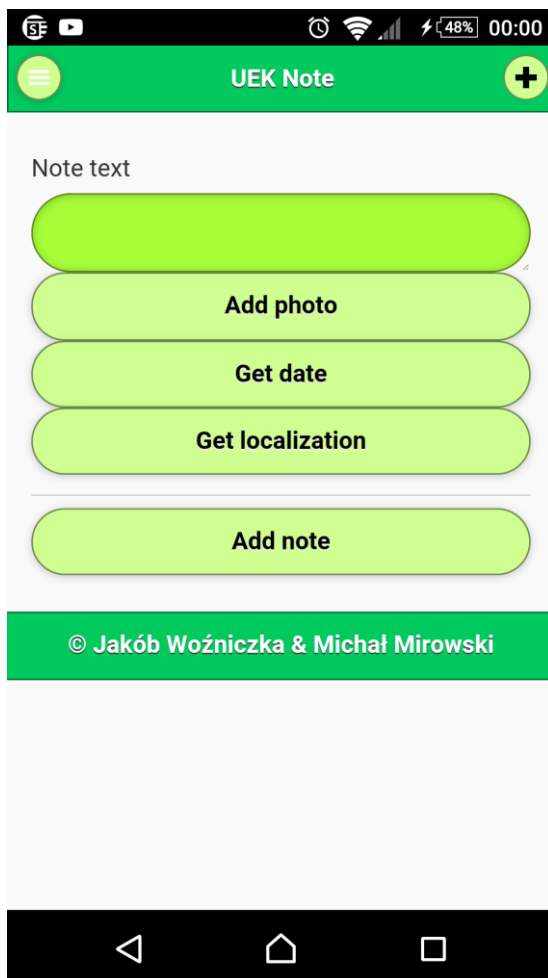 48% 00:00
UEK Note
Note text
Add photo
Get date
Get localization
Add note
© Jakób Woźniczka & Michał Mirowski